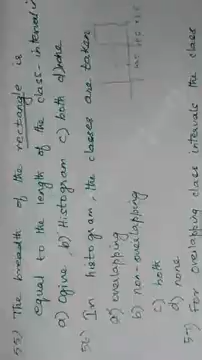 55) The breadth of the rectangle is
equal to the length of the class-interval in
a) Ogive b) Histogram c) both d) none
56) In histogram, the classes are taken
a) overlapping
b) non-overlapping
c) both
d) none
57) For overlapping class intervals the class